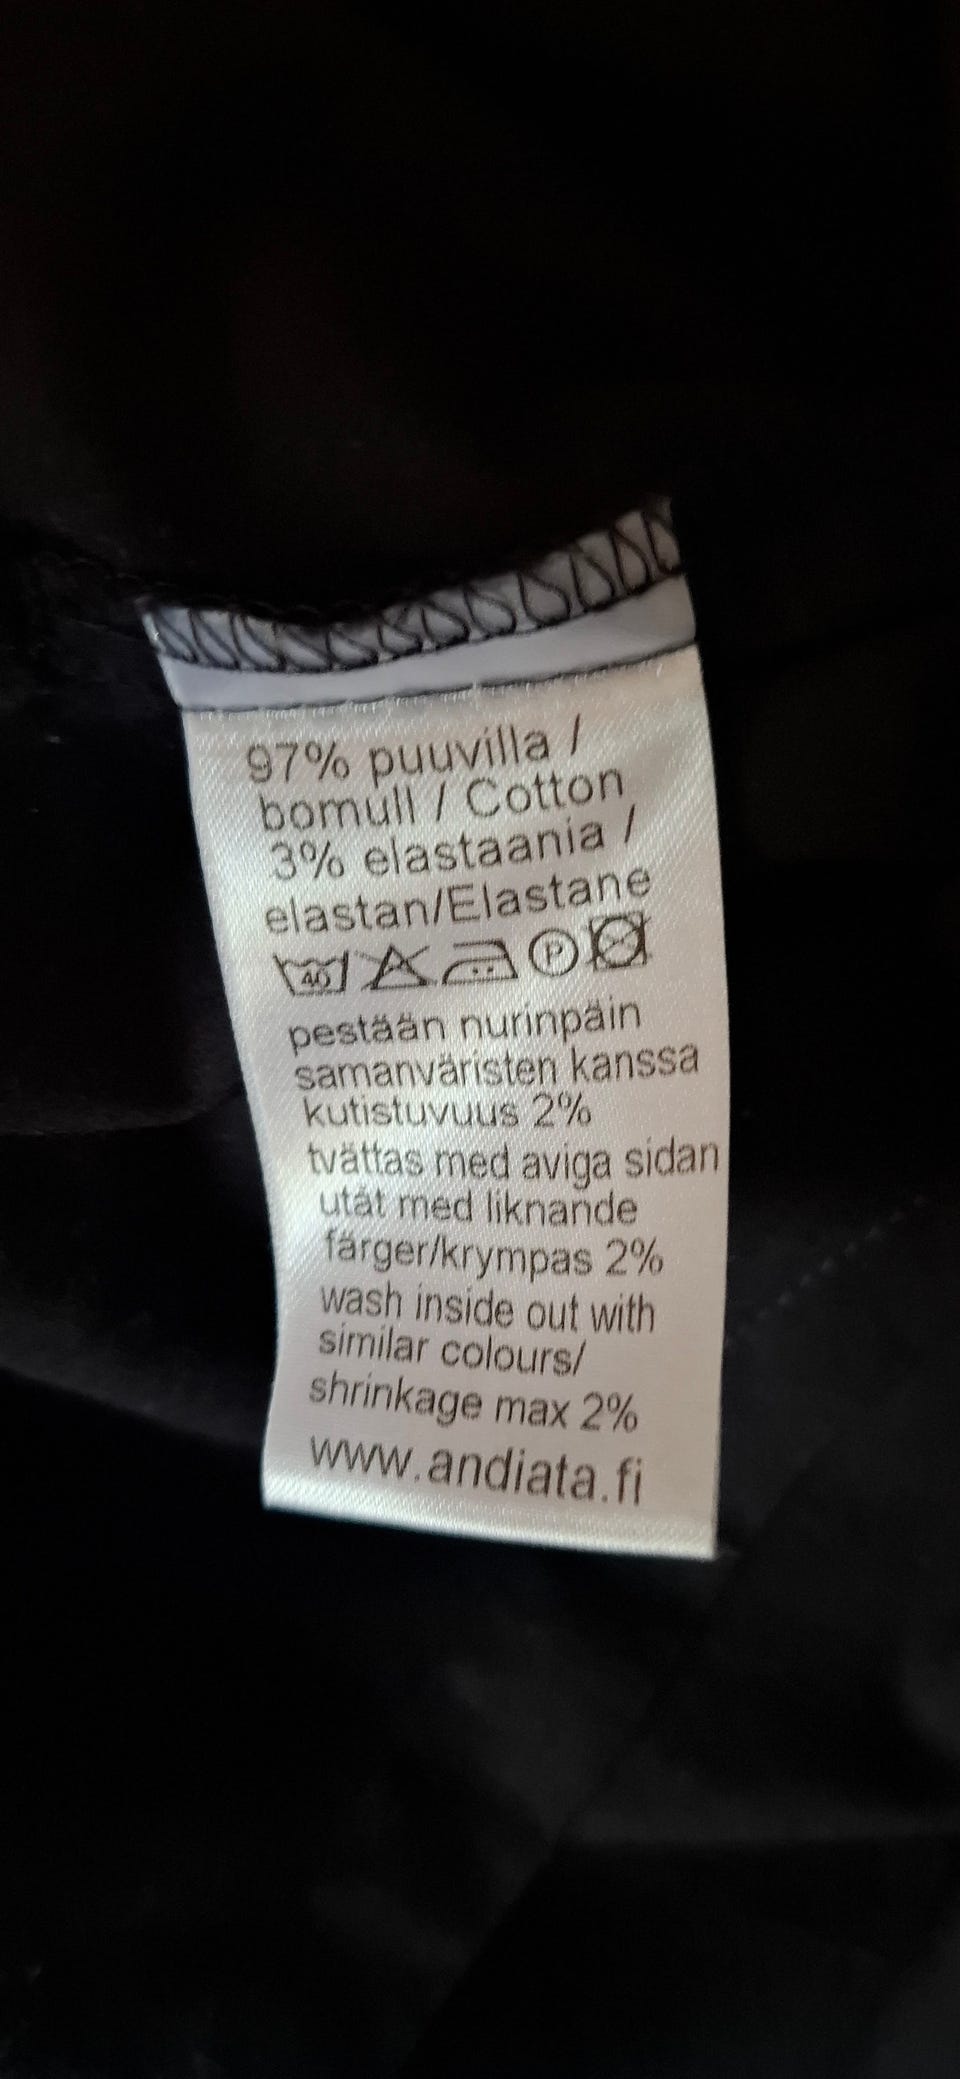 97% puuvilla /
bomull / Cotton
3% elastaania /
elastan/Elastane
40 P
pestään nurinpäin
samanväristen kanssa
kutistuvuus 2%
tvättas med aviga sidan
utåt med liknande
färger/krympas 2%
wash inside out with
similar colours/
shrinkage max 2%
www.andiata.fi